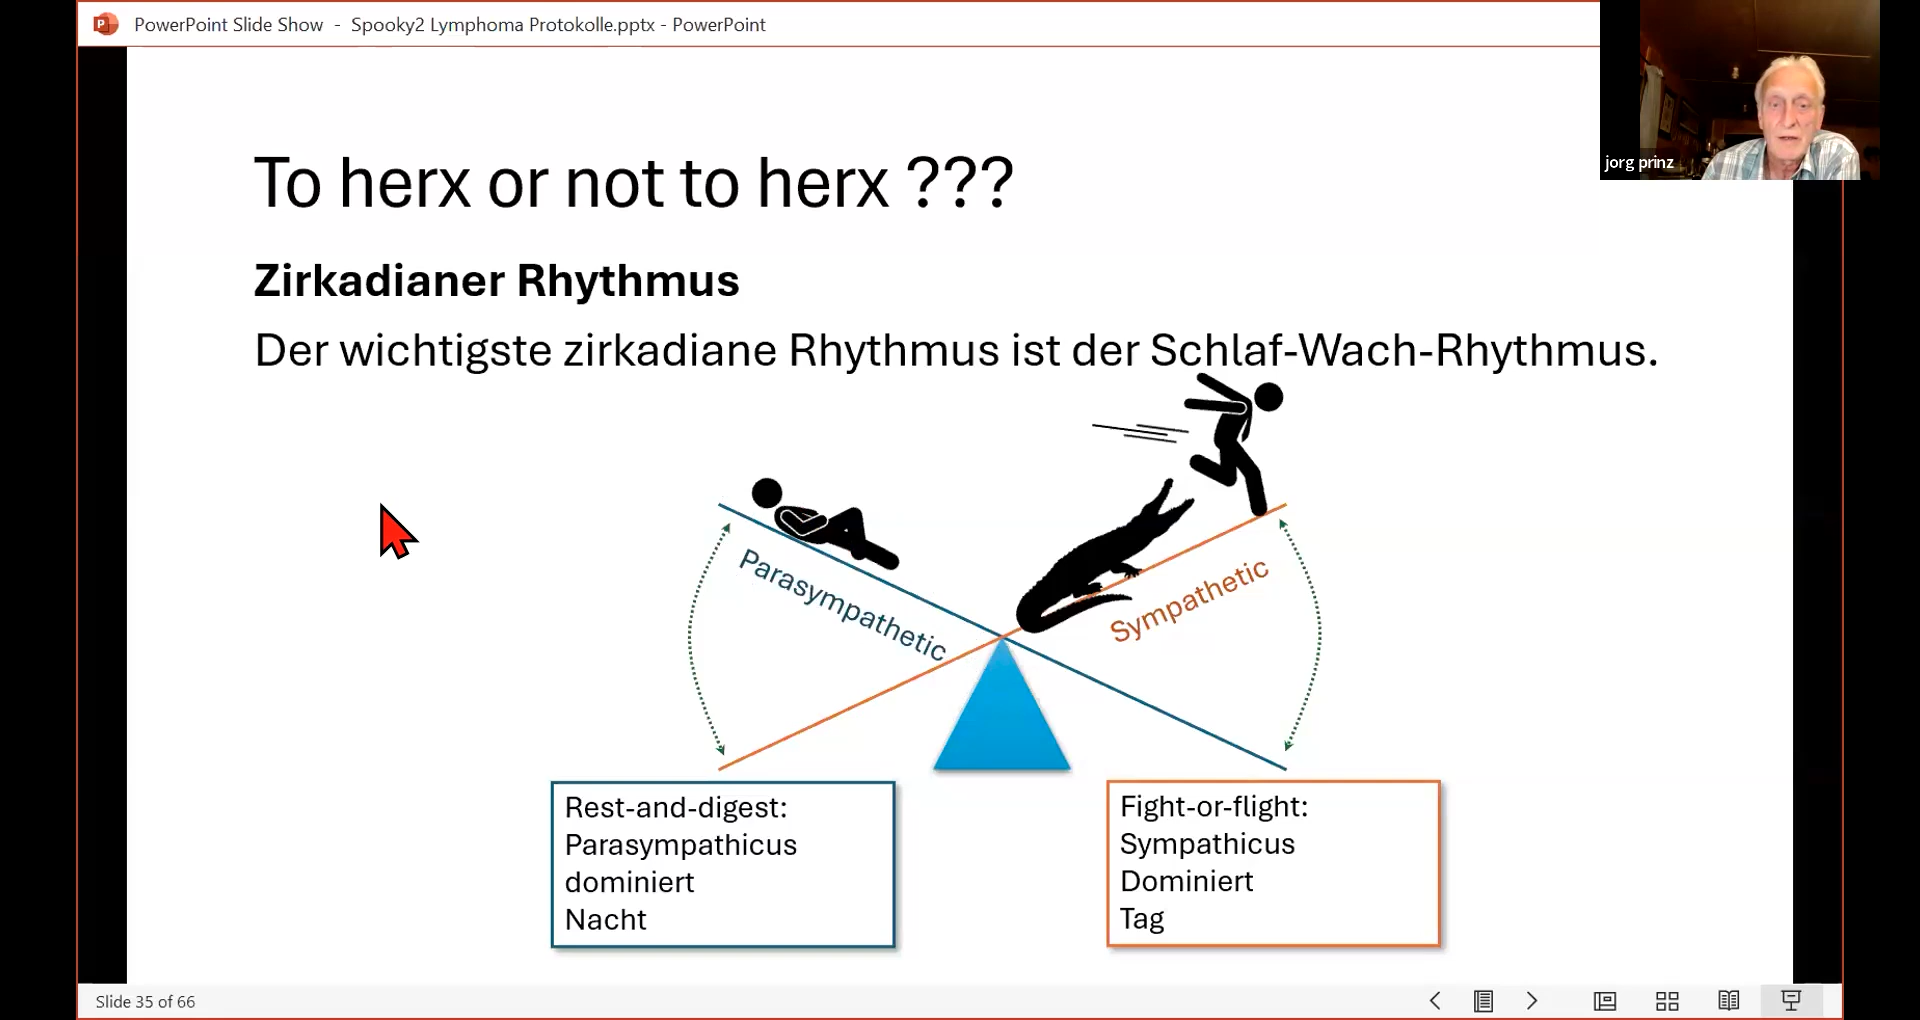 PowerPoint Slide Show - Spooky2 Lymphoma Protokolle.pptx - PowerPoint
jorg prinz
To herx or not to herx ???
Zirkadianer Rhythmus
Der wichtigste zirkadiane Rhythmus ist der Schlaf-Wach-Rhythmus.
Parasympathetic
Sympathetic
Rest-and-digest:
Parasympathicus
dominiert
Nacht
Fight-or-flight:
Sympathicus
Dominiert
Tag
Slide 35 of 66